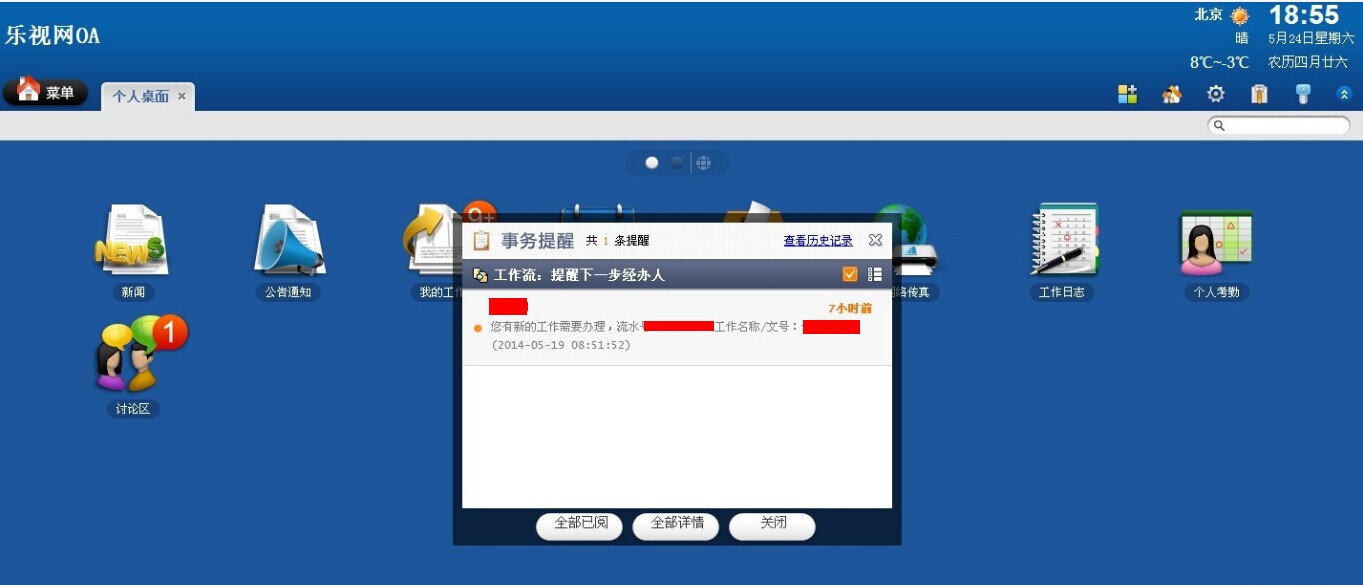 北京 18:55
乐视网OA
晴 5月24日星期六
8℃~-3℃ 农历四月廿六
菜单 个人桌面 ×
NEWS
9+
事务提醒 共 1 条提醒 查看历史记录
工作流：提醒下一步经办人
7小时前
您有新的工作需要办理，流水号 工作名称/文号：
(2014-05-19 08:51:52)
新闻 公告通知 我的工作 络传真 工作日志 个人考勤
1
讨论区
全部已阅 全部详情 关闭